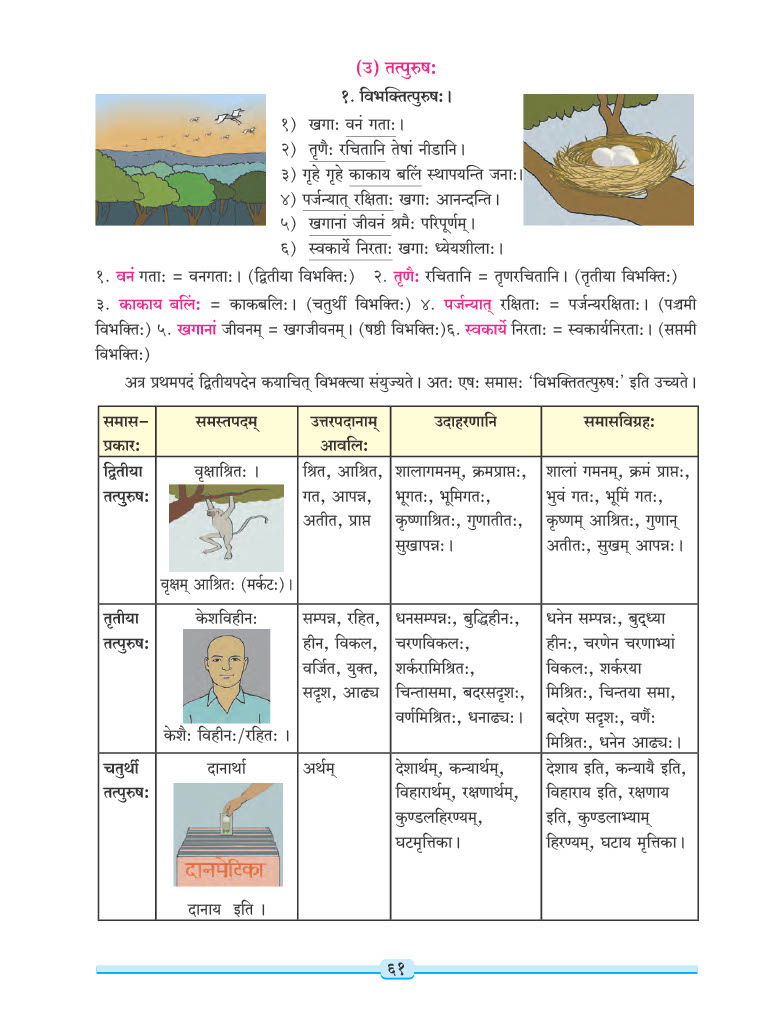 (उ) तत्पुरुष:
१. विभक्तित्पुरुष:।
१) खगा: वनं गता:।
२) तृणै: रचितानि तेषां नीडानि।
३) गृहे गृहे काकाय बलिं स्थापयन्ति जना:।
४) पर्जन्यात् रक्षिता: खगा: आनन्दन्ति।
५) खगानां जीवनं श्रमै: परिपूर्णम्।
६) स्वकार्ये निरता: खगा: ध्येयशीला:।
१. वनं गता: = वनगता:। (द्वितीया विभक्ति:) २. तृणै: रचितानि = तृणरचितानि। (तृतीया विभक्ति:)
३. काकाय बलिं: = काकबलि:। (चतुर्थी विभक्ति:) ४. पर्जन्यात् रक्षिता: = पर्जन्यरक्षिता:। (पञ्चमी
विभक्ति:) ५. खगानां जीवनम् = खगजीवनम्। (षष्ठी विभक्ति:)६. स्वकार्ये निरता: = स्वकार्यनिरता:। (सप्तमी
विभक्ति:)
अत्र प्रथमपदं द्वितीयपदेन कयाचित् विभक्त्या संयुज्यते। अत: एष: समास: ‘विभक्तितत्पुरुष:’ इति उच्यते।
समास– समस्तपदम् उत्तरपदानाम् उदाहरणानि समासविग्रह:
प्रकार: आवलि:
द्वितीया वृक्षाश्रित: । श्रित, आश्रित, शालागमनम्, क्रमप्राप्त:, शालां गमनम्, क्रमं प्राप्त:,
तत्पुरुष: गत, आपन्न, भूगत:, भूमिगत:, भुवं गत:, भूमिं गत:,
अतीत, प्राप्त कृष्णाश्रित:, गुणातीत:, कृष्णम् आश्रित:, गुणान्
सुखापन्न:। अतीत:, सुखम् आपन्न:।
वृक्षम् आश्रित: (मर्कट:)।
तृतीया केशविहीन: सम्पन्न, रहित, धनसम्पन्न:, बुद्धिहीन:, धनेन सम्पन्न:, बुद्ध्या
तत्पुरुष: हीन, विकल, चरणविकल:, हीन:, चरणेन चरणाभ्यां
वर्जित, युक्त, शर्करामिश्रित:, विकल:, शर्करया
सदृश, आढ्य चिन्तासमा, बदरसदृश:, मिश्रित:, चिन्तया समा,
वर्णमिश्रित:, धनाढ्य:। बदरेण सदृश:, वर्णै:
केशै: विहीन:/रहित: । मिश्रित:, धनेन आढ्य:।
चतुर्थी दानार्था अर्थम् देशार्थम्, कन्यार्थम्, देशाय इति, कन्यायै इति,
तत्पुरुष: विहारार्थम्, रक्षणार्थम्, विहाराय इति, रक्षणाय
कुण्डलहिरण्यम्, इति, कुण्डलाभ्याम्
घटमृत्तिका। हिरण्यम्, घटाय मृत्तिका।
दानपेटिका
दानाय इति ।
६१